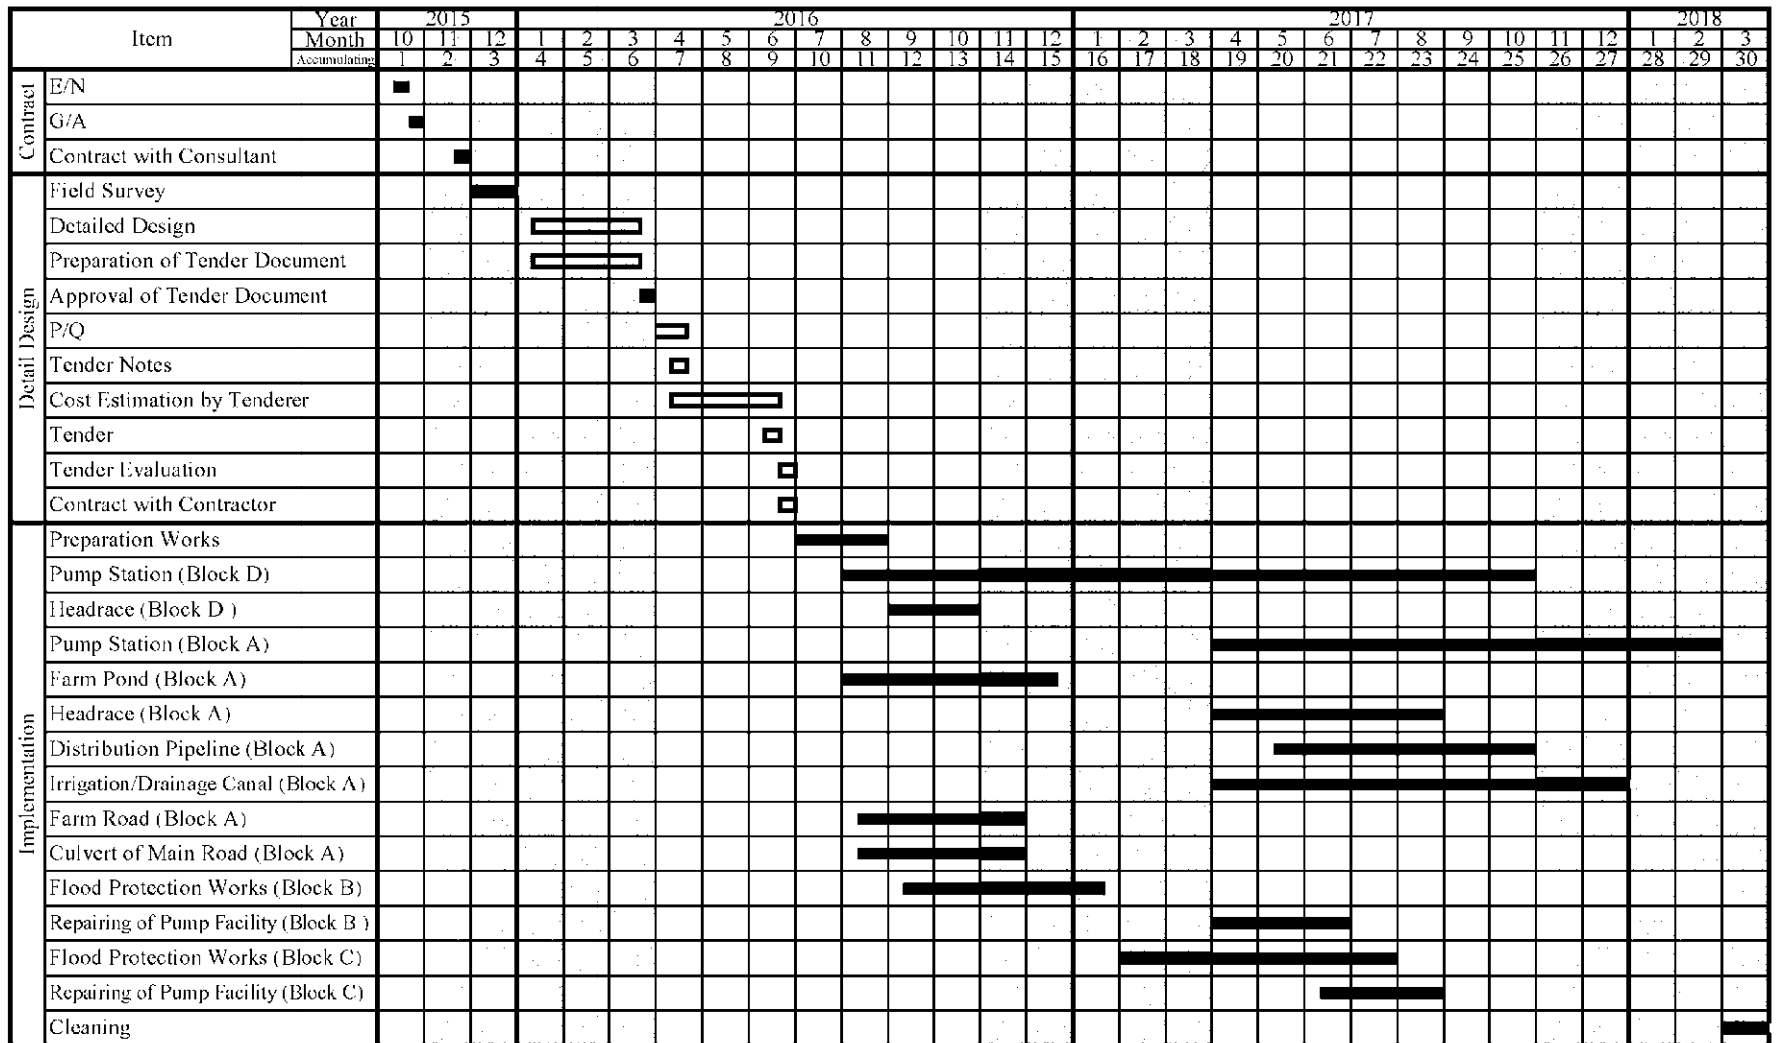 Item Year 2015 2016 2017 2018
Month 10 11 12 1 2 3 4 5 6 7 8 9 10 11 12 1 2 3 4 5 6 7 8 9 10 11 12 1 2 3
Accumulating 1 2 3 4 5 6 7 8 9 10 11 12 13 14 15 16 17 18 19 20 21 22 23 24 25 26 27 28 29 30
Contract
E/N
G/A
Contract with Consultant
Detail Design
Field Survey
Detailed Design
Preparation of Tender Document
Approval of Tender Document
P/Q
Tender Notes
Cost Estimation by Tenderer
Tender
Tender Evaluation
Contract with Contractor
Implementation
Preparation Works
Pump Station (Block D)
Headrace (Block D )
Pump Station (Block A)
Farm Pond (Block A)
Headrace (Block A)
Distribution Pipeline (Block A)
Irrigation/Drainage Canal (Block A)
Farm Road (Block A)
Culvert of Main Road (Block A)
Flood Protection Works (Block B)
Repairing of Pump Facility (Block B )
Flood Protection Works (Block C)
Repairing of Pump Facility (Block C)
Cleaning